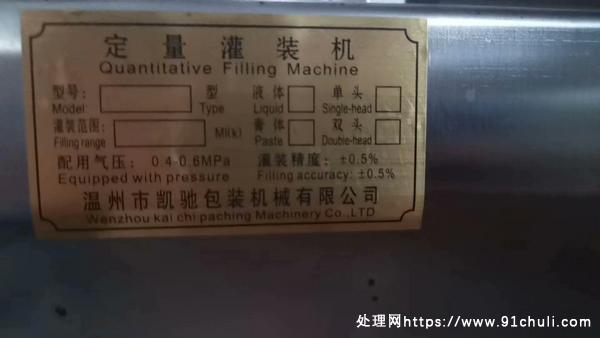 定量灌装机
Quantitative Filling Machine
型号: 型 液体 单头
Model: Type Liquid Single-head
灌装范围: Ml(k) 膏体 双头
Filling range Paste Double-head
配用气压: 0.4-0.6MPa 灌装精度: ±0.5%
Equipped with pressure Filling accuracy: ±0.5%
温州市凯驰包装机械有限公司
Wenzhou kai chi paching Machinery Co.,LTD
处理网https://www.91chuli.com